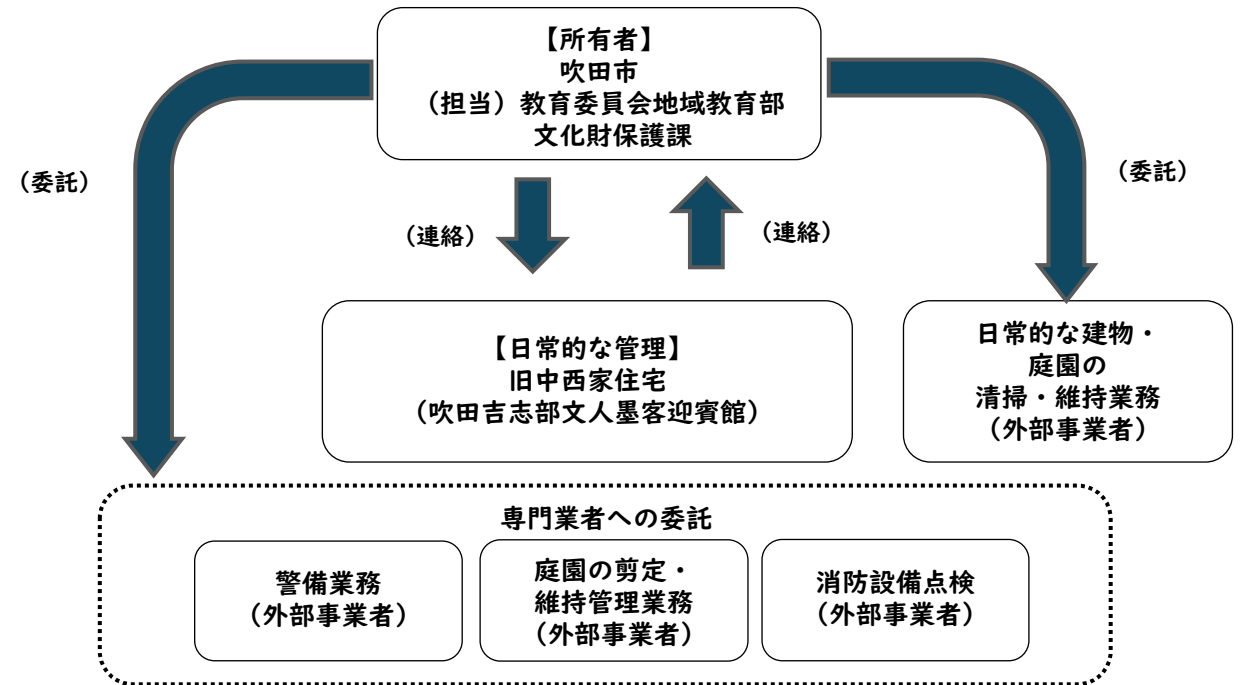 【所有者】
吹田市
（担当）教育委員会地域教育部
文化財保護課
（委託）
（委託）
（連絡）
（連絡）
【日常的な管理】
旧中西家住宅
（吹田吉志部文人墨客迎賓館）
日常的な建物・
庭園の
清掃・維持業務
（外部事業者）
専門業者への委託
警備業務
（外部事業者）
庭園の剪定・
維持管理業務
（外部事業者）
消防設備点検
（外部事業者）